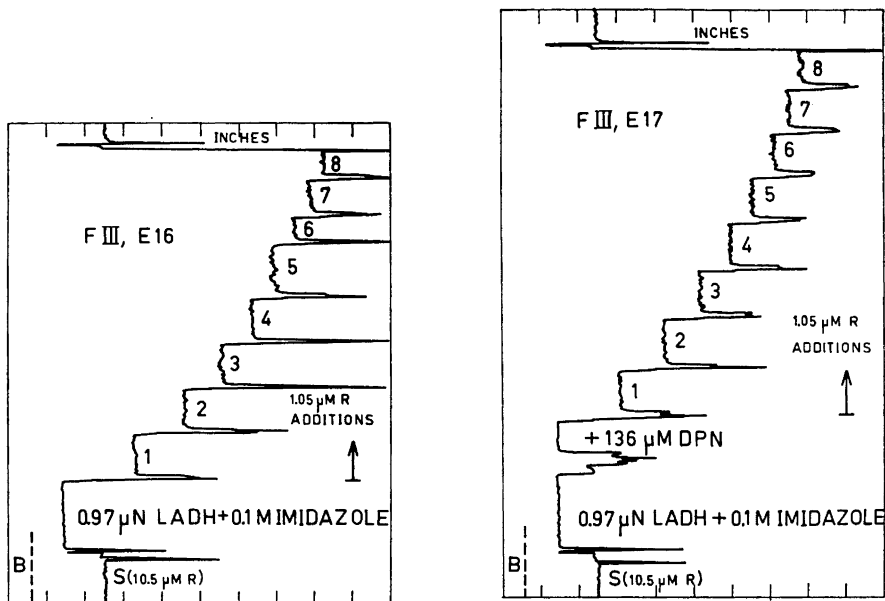 INCHES
8
7
F III, E16
6
5
4
3
1.05 µM R
ADDITIONS
2
1
0.97 µN LADH+0.1 M IMIDAZOLE
B
S(10.5 µM R)
INCHES
8
F III, E17
7
6
5
4
3
1.05 µM R
ADDITIONS
2
1
+ 136 µM DPN
0.97 µN LADH + 0.1 M IMIDAZOLE
B
S(10.5 µM R)